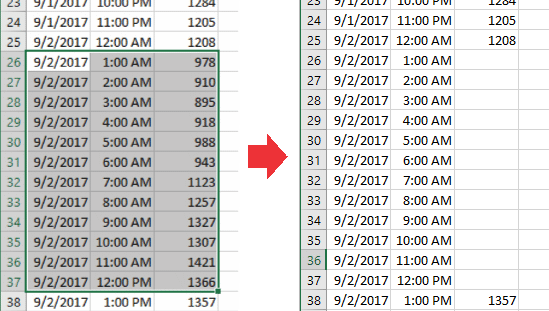 23 9/1/2017 10:00 PM 1284
24 9/1/2017 11:00 PM 1205
25 9/2/2017 12:00 AM 1208
26 9/2/2017 1:00 AM 978
27 9/2/2017 2:00 AM 910
28 9/2/2017 3:00 AM 895
29 9/2/2017 4:00 AM 918
30 9/2/2017 5:00 AM 988
31 9/2/2017 6:00 AM 943
32 9/2/2017 7:00 AM 1123
33 9/2/2017 8:00 AM 1257
34 9/2/2017 9:00 AM 1327
35 9/2/2017 10:00 AM 1307
36 9/2/2017 11:00 AM 1421
37 9/2/2017 12:00 PM 1366
38 9/2/2017 1:00 PM 1357
23 9/1/2017 10:00 PM 1284
24 9/1/2017 11:00 PM 1205
25 9/2/2017 12:00 AM 1208
26 9/2/2017 1:00 AM
27 9/2/2017 2:00 AM
28 9/2/2017 3:00 AM
29 9/2/2017 4:00 AM
30 9/2/2017 5:00 AM
31 9/2/2017 6:00 AM
32 9/2/2017 7:00 AM
33 9/2/2017 8:00 AM
34 9/2/2017 9:00 AM
35 9/2/2017 10:00 AM
36 9/2/2017 11:00 AM
37 9/2/2017 12:00 PM
38 9/2/2017 1:00 PM 1357